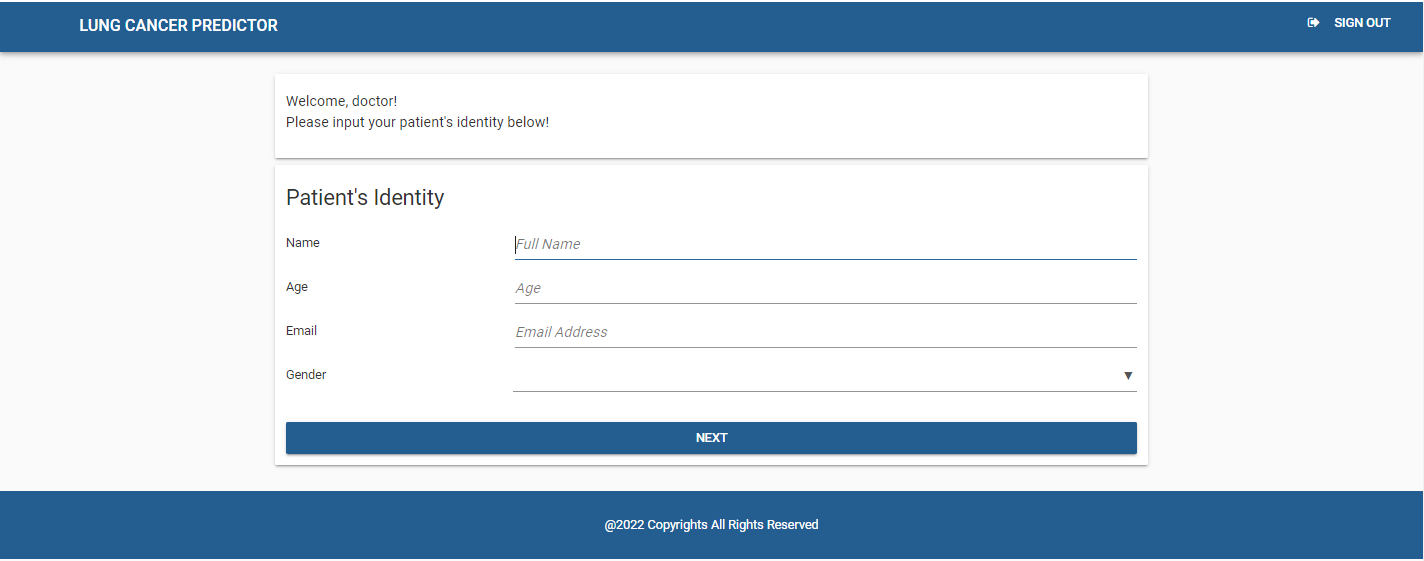 LUNG CANCER PREDICTOR
SIGN OUT
Welcome, doctor!
Please input your patient's identity below!
Patient's Identity
Name
Full Name
Age
Age
Email
Email Address
Gender
NEXT
@2022 Copyrights All Rights Reserved